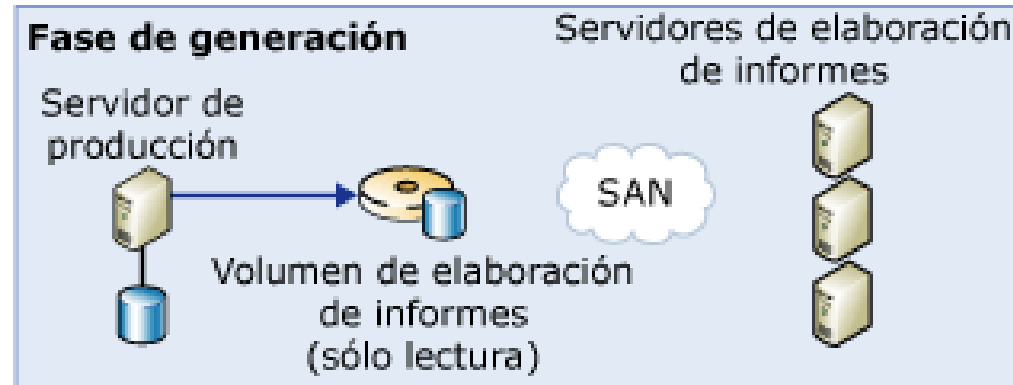 Fase de generación
Servidores de elaboración
de informes
Servidor de
producción
SAN
Volumen de elaboración
de informes
(sólo lectura)